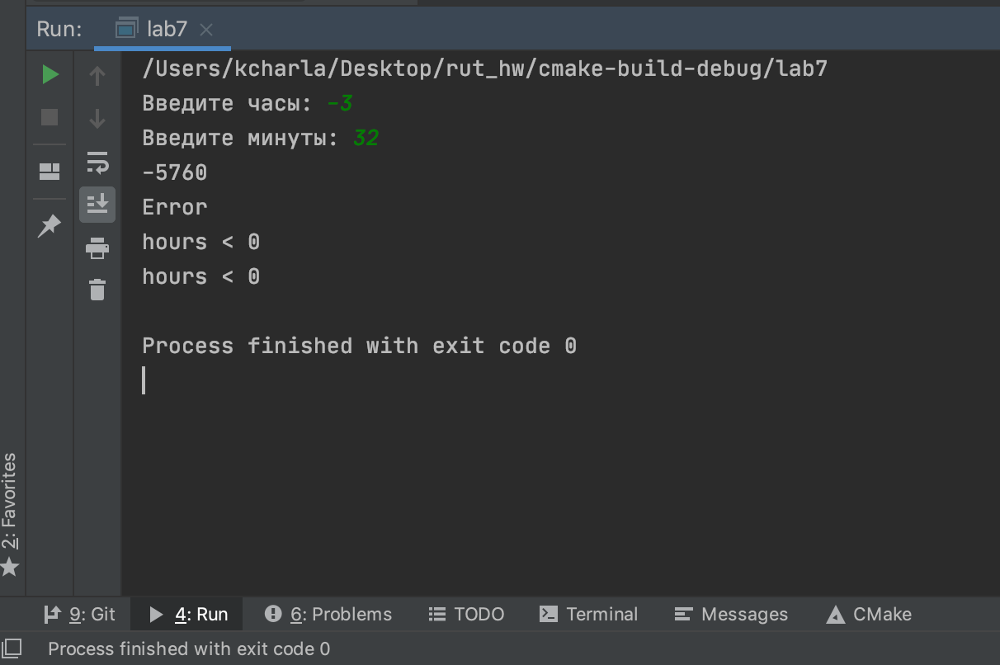 Run: lab7
/Users/kcharla/Desktop/rut_hw/cmake-build-debug/lab7
Введите часы: -3
Введите минуты: 32
-5760
Error
hours < 0
hours < 0
Process finished with exit code 0
2: Favorites
9: Git 4: Run 6: Problems TODO Terminal Messages CMake
Process finished with exit code 0